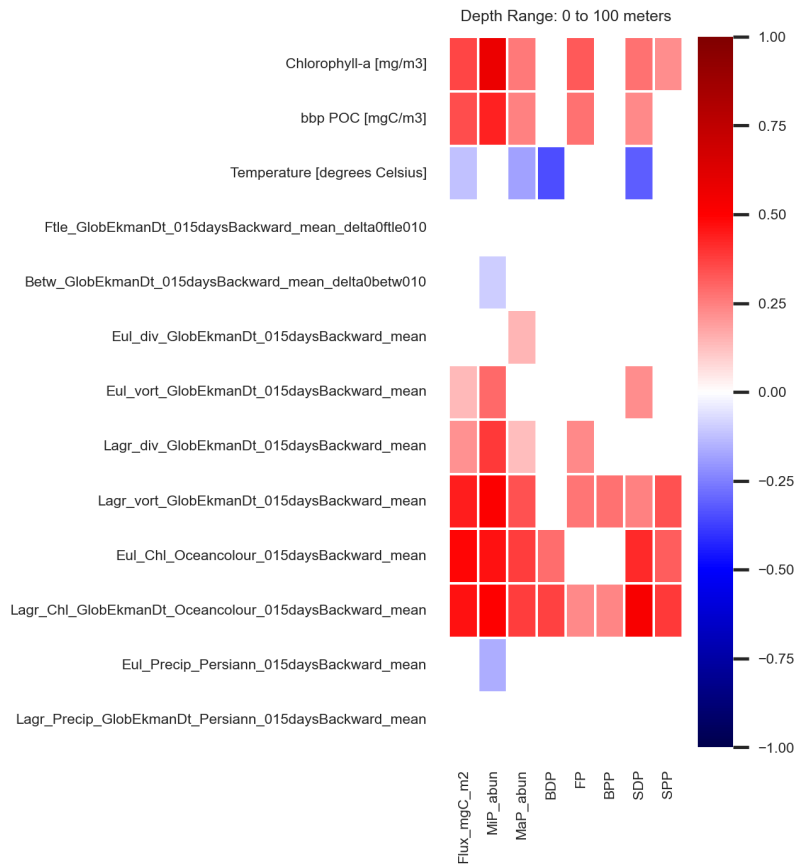 Depth Range: 0 to 100 meters
Chlorophyll-a [mg/m3]
bbp POC [mgC/m3]
Temperature [degrees Celsius]
Ftle_GlobEkmanDt_015daysBackward_mean_delta0ftle010
Betw_GlobEkmanDt_015daysBackward_mean_delta0betw010
Eul_div_GlobEkmanDt_015daysBackward_mean
Eul_vort_GlobEkmanDt_015daysBackward_mean
Lagr_div_GlobEkmanDt_015daysBackward_mean
Lagr_vort_GlobEkmanDt_015daysBackward_mean
Eul_Chl_Oceancolour_015daysBackward_mean
Lagr_Chl_GlobEkmanDt_Oceancolour_015daysBackward_mean
Eul_Precip_Persiann_015daysBackward_mean
Lagr_Precip_GlobEkmanDt_Persiann_015daysBackward_mean
Flux_mgC_m2
MiP_abun
MaP_abun
BDP
FP
BPP
SDP
SPP
1.00
0.75
0.50
0.25
0.00
−0.25
−0.50
−0.75
−1.00